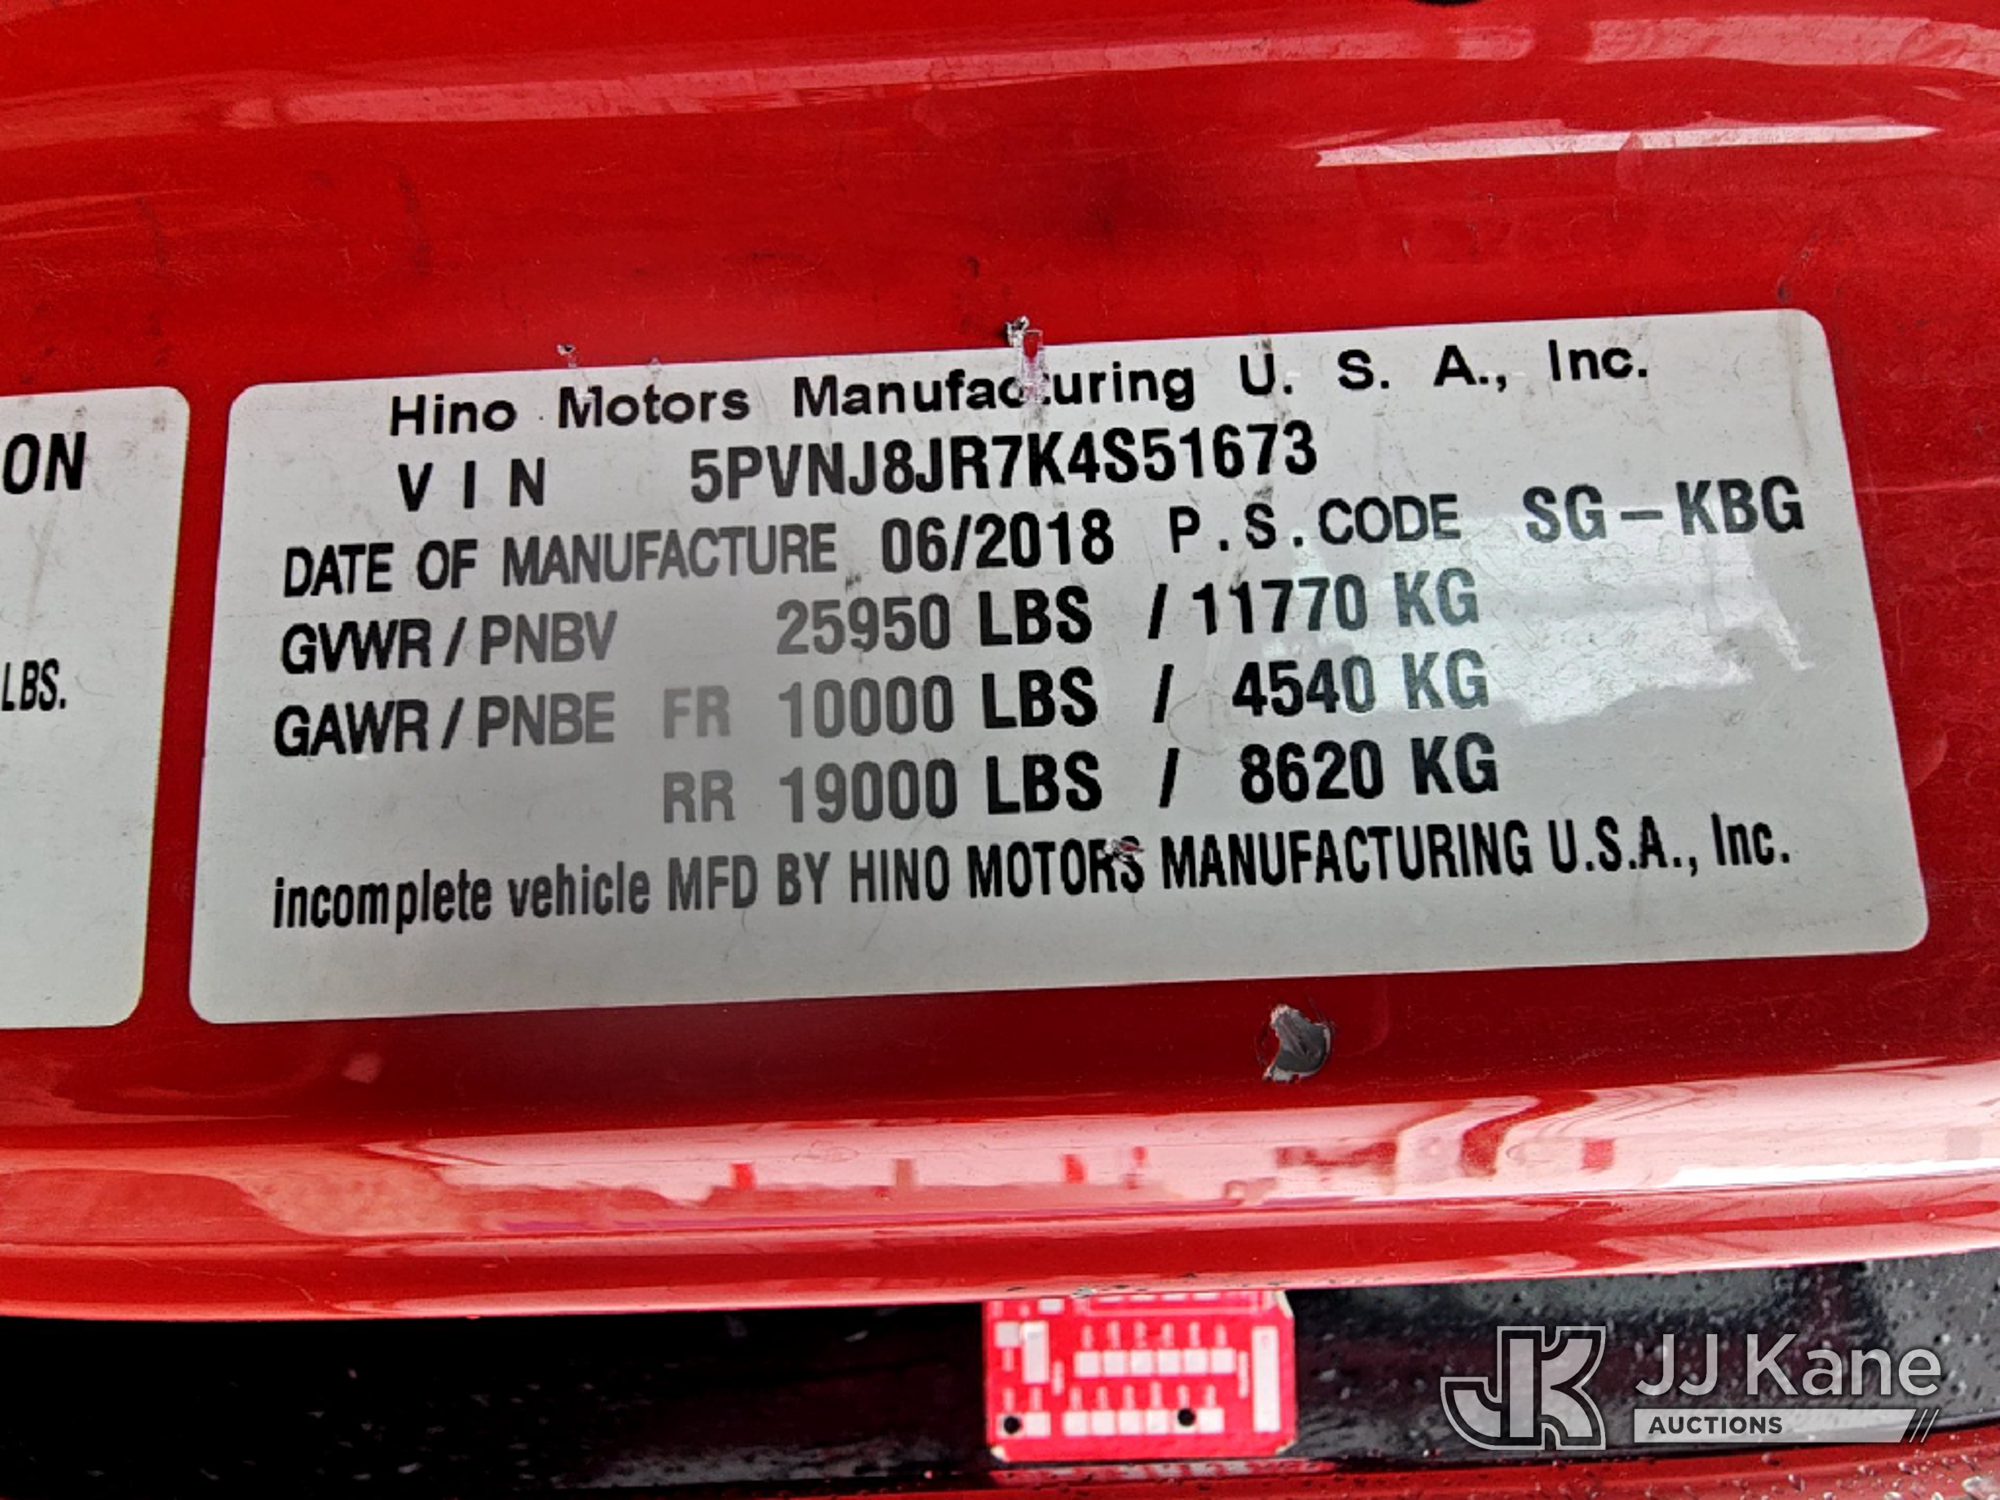 Hino Motors Manufacturing U. S. A., Inc.
VIN 5PVNJ8JR7K4S51673
DATE OF MANUFACTURE 06/2018 P.S.CODE SG-KBG
GVWR / PNBV 25950 LBS / 11770 KG
GAWR / PNBE FR 10000 LBS / 4540 KG
RR 19000 LBS / 8620 KG
incomplete vehicle MFD BY HINO MOTORS MANUFACTURING U.S.A., Inc.
ON
LBS.
JK JJ Kane
AUCTIONS